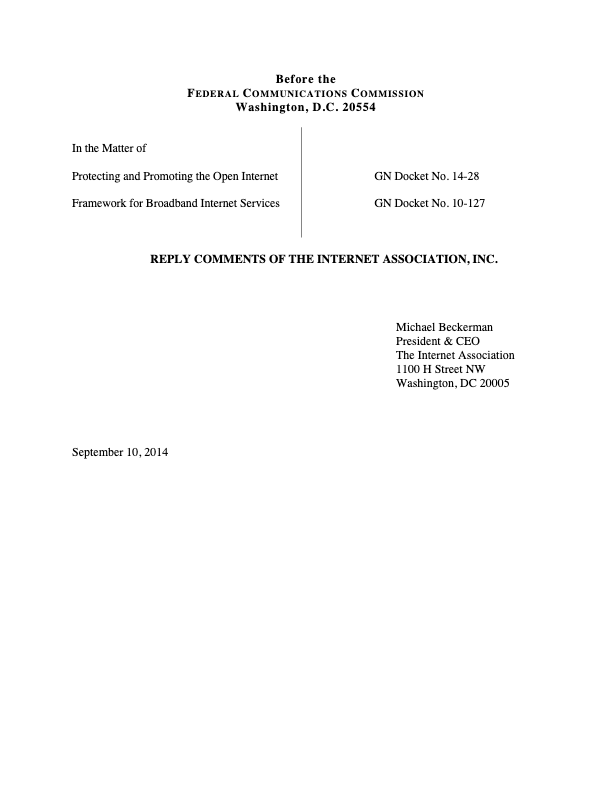 Before the
FEDERAL COMMUNICATIONS COMMISSION
Washington, D.C. 20554
In the Matter of
Protecting and Promoting the Open Internet
GN Docket No. 14-28
Framework for Broadband Internet Services
GN Docket No. 10-127
REPLY COMMENTS OF THE INTERNET ASSOCIATION, INC.
Michael Beckerman
President & CEO
The Internet Association
1100 H Street NW
Washington, DC 20005
September 10, 2014